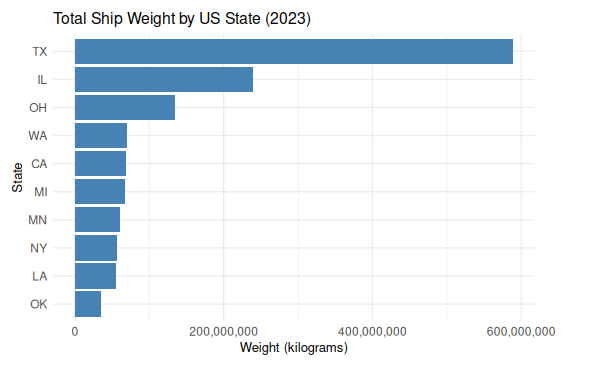 Total Ship Weight by US State (2023)
State
TX
IL
OH
WA
CA
MI
MN
NY
LA
OK
0 200,000,000 400,000,000 600,000,000
Weight (kilograms)